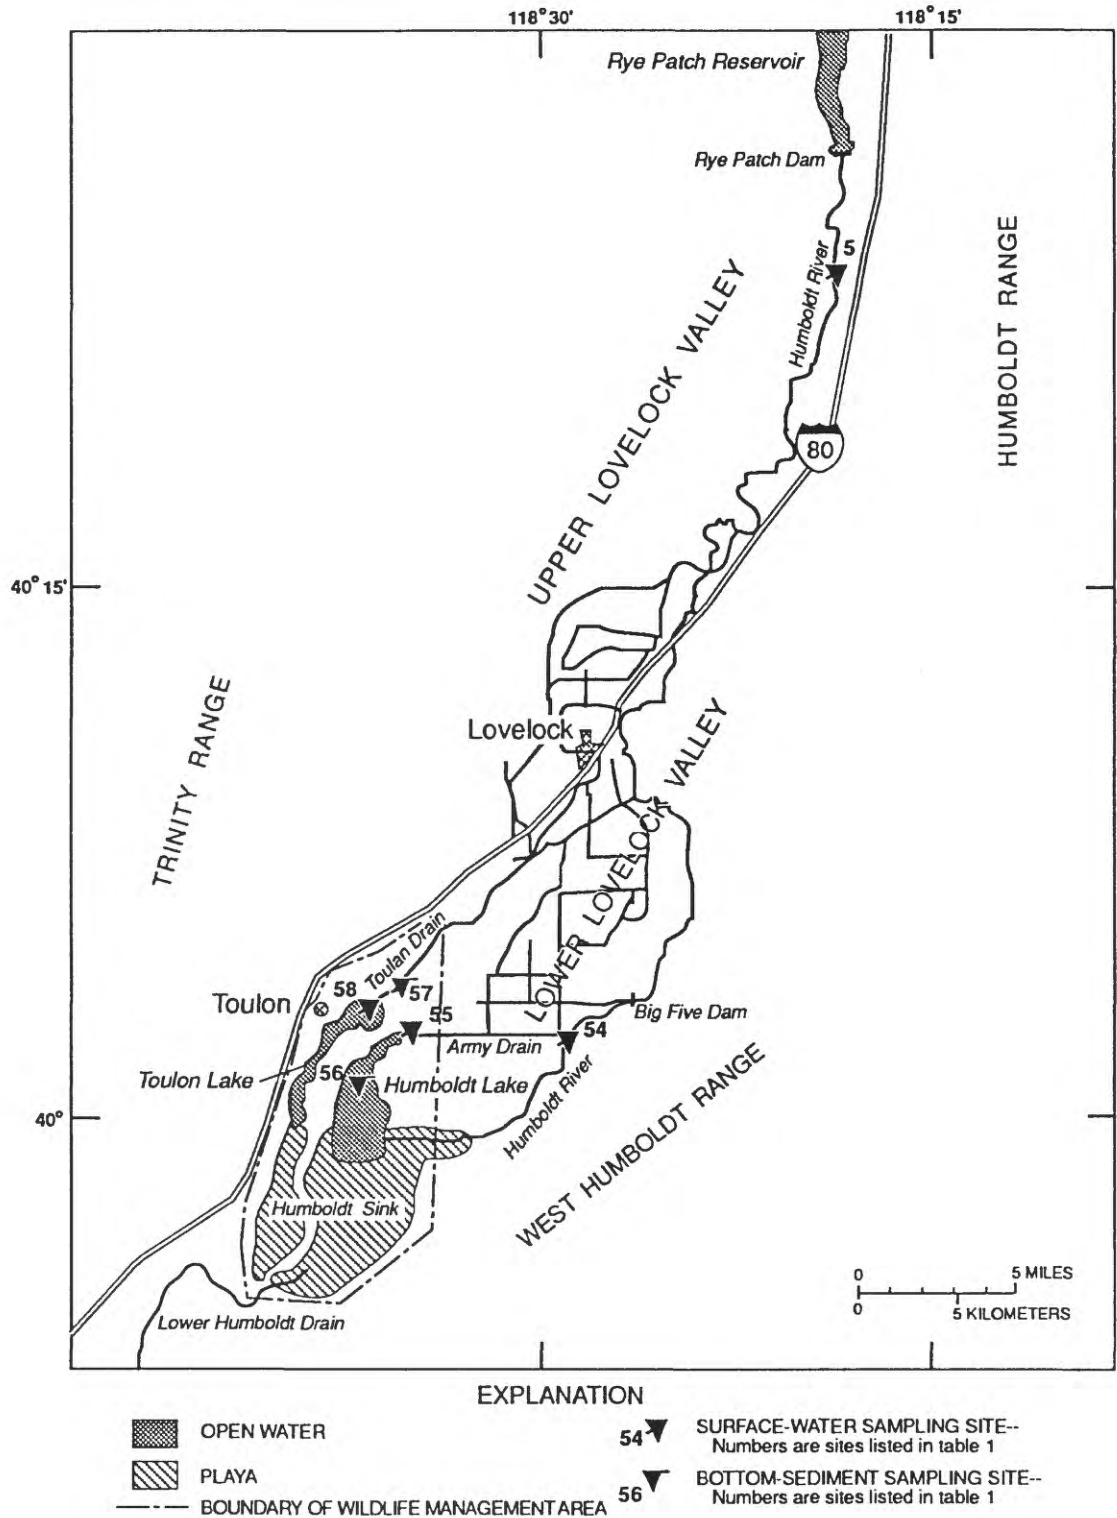 118°30'
118°15'
Rye Patch Reservoir
Rye Patch Dam
5
Humboldt River
HUMBOLDT RANGE
UPPER LOVELOCK VALLEY
80
40°15'
TRINITY RANGE
Lovelock
LOWER LOVELOCK VALLEY
Toulan Drain
Toulon
58
57
55
54
Big Five Dam
Army Drain
Toulon Lake
56
Humboldt Lake
Humboldt River
40°
WEST HUMBOLDT RANGE
Humboldt Sink
Lower Humboldt Drain
0 5 MILES
0 5 KILOMETERS
EXPLANATION
OPEN WATER
PLAYA
BOUNDARY OF WILDLIFE MANAGEMENT AREA
54 SURFACE-WATER SAMPLING SITE--
Numbers are sites listed in table 1
56 BOTTOM-SEDIMENT SAMPLING SITE--
Numbers are sites listed in table 1